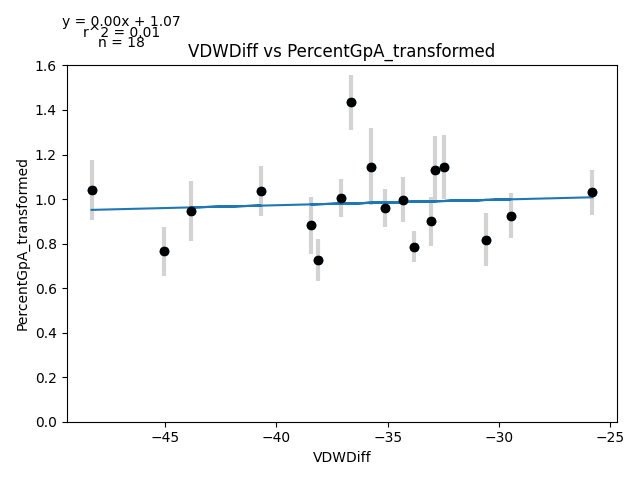 y = 0.00x + 1.07
r^2 = 0.01
n = 18
VDWDiff vs PercentGpA_transformed
1.6
1.4
1.2
1.0
0.8
0.6
0.4
0.2
0.0
PercentGpA_transformed
−45
−40
−35
−30
−25
VDWDiff